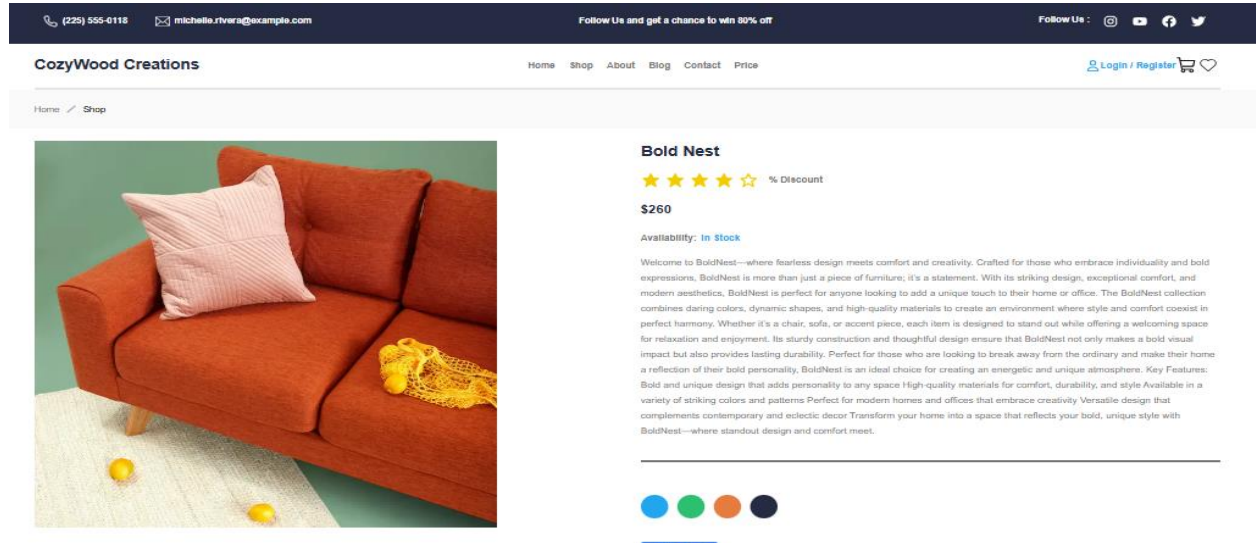 (225) 555-0118 michelle.rivera@example.com Follow Us and get a chance to win 80% off Follow Us :
CozyWood Creations Home Shop About Blog Contact Price Login / Register
Home / Shop
Bold Nest
% Discount
$260
Availability: In Stock
Welcome to BoldNest—where fearless design meets comfort and creativity. Crafted for those who embrace individuality and bold
expressions, BoldNest is more than just a piece of furniture; it's a statement. With its striking design, exceptional comfort, and
modern aesthetics, BoldNest is perfect for anyone looking to add a unique touch to their home or office. The BoldNest collection
combines daring colors, dynamic shapes, and high-quality materials to create an environment where style and comfort coexist in
perfect harmony. Whether it's a chair, sofa, or accent piece, each item is designed to stand out while offering a welcoming space
for relaxation and enjoyment. Its sturdy construction and thoughtful design ensure that BoldNest not only makes a bold visual
impact but also provides lasting durability. Perfect for those who are looking to break away from the ordinary and make their home
a reflection of their bold personality, BoldNest is an ideal choice for creating an energetic and unique atmosphere. Key Features:
Bold and unique design that adds personality to any space High-quality materials for comfort, durability, and style Available in a
variety of striking colors and patterns Perfect for modern homes and offices that embrace creativity Versatile design that
complements contemporary and eclectic decor Transform your home into a space that reflects your bold, unique style with
BoldNest—where standout design and comfort meet.